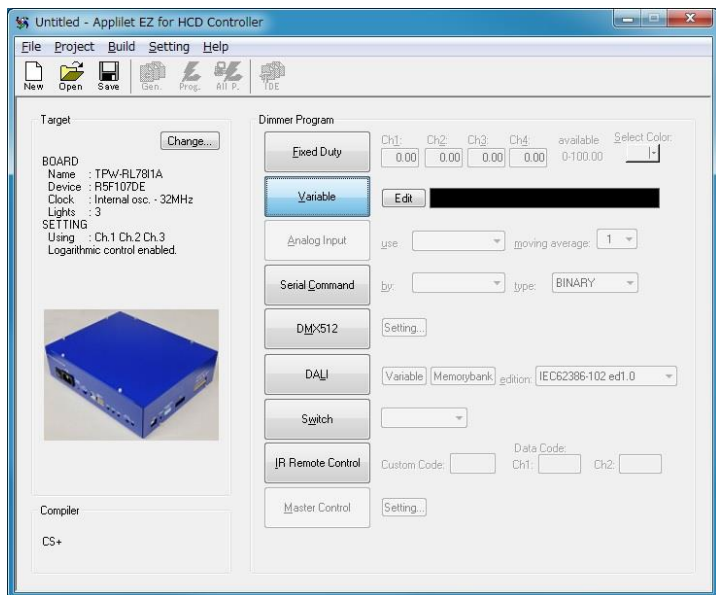 Untitled - Applilet EZ for HCD Controller
File Project Build Setting Help
New Open Save Gen. Prog. All P. IDE
Target
Change...
BOARD
Name : TPW-RL78I1A
Device : R5F107DE
Clock : Internal osc. - 32MHz
Lights : 3
SETTING
Using : Ch.1 Ch.2 Ch.3
Logarithmic control enabled.
Compiler
CS+
Dimmer Program
Fixed Duty Ch1: Ch2: Ch3: Ch4: available Select Color:
0.00 0.00 0.00 0.00 0-100.00
Variable Edit
Analog Input use moving average: 1
Serial Command by: type: BINARY
DMX512 Setting...
DALI Variable Memorybank edition: IEC62386-102 ed1.0
Switch
IR Remote Control Custom Code: Data Code: Ch1: Ch2:
Master Control Setting...